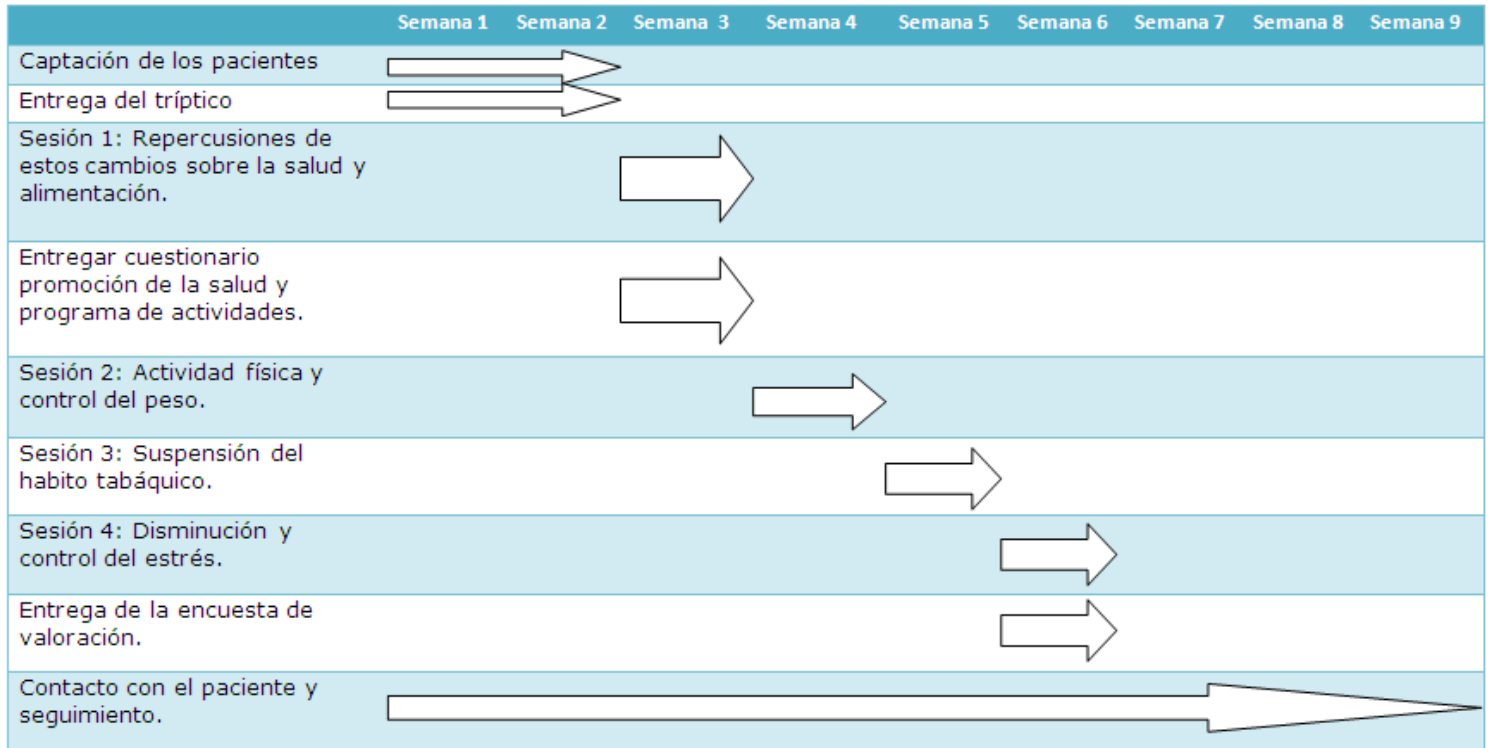 Semana 1 Semana 2 Semana 3 Semana 4 Semana 5 Semana 6 Semana 7 Semana 8 Semana 9
Captación de los pacientes
Entrega del tríptico
Sesión 1: Repercusiones de
estos cambios sobre la salud y
alimentación.
Entregar cuestionario
promoción de la salud y
programa de actividades.
Sesión 2: Actividad física y
control del peso.
Sesión 3: Suspensión del
habito tabáquico.
Sesión 4: Disminución y
control del estrés.
Entrega de la encuesta de
valoración.
Contacto con el paciente y
seguimiento.